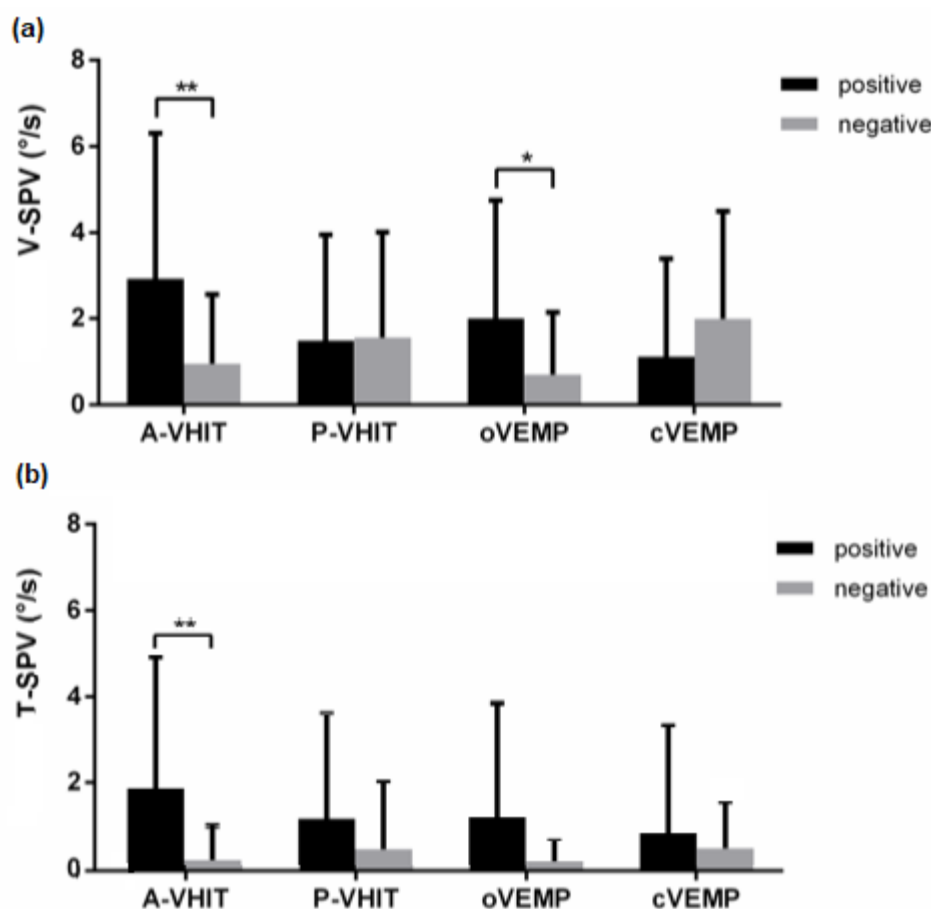 (a)
V-SPV (°/s)
8
6
4
2
0
**
*
positive
negative
A-VHIT P-VHIT oVEMP cVEMP
(b)
T-SPV (°/s)
8
6
4
2
0
**
positive
negative
A-VHIT P-VHIT oVEMP cVEMP